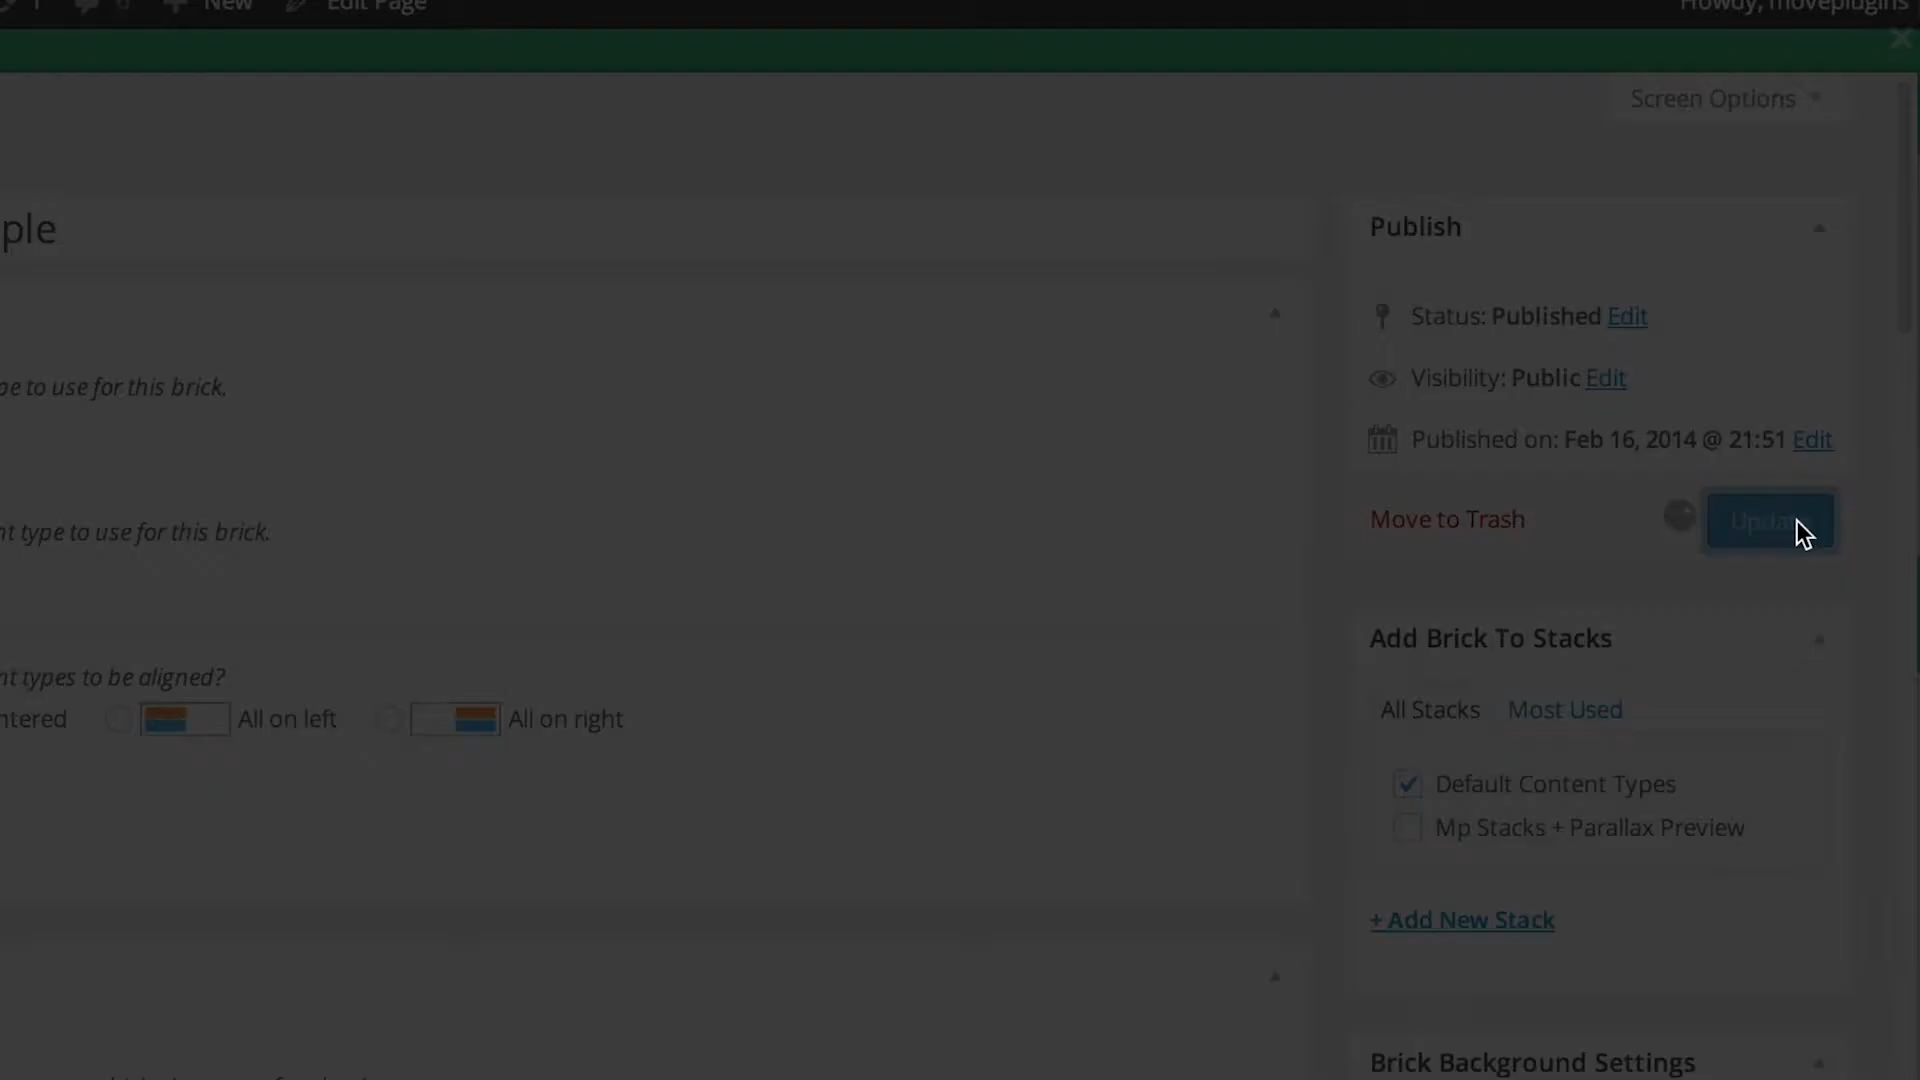 New Edit Page Howdy, moveplugins
Screen Options
ple
Publish
Status: Published Edit
pe to use for this brick.
Visibility: Public Edit
Published on: Feb 16, 2014 @ 21:51 Edit
Move to Trash
Update
nt type to use for this brick.
Add Brick To Stacks
nt types to be aligned?
ntered All on left All on right
All Stacks Most Used
Default Content Types
Mp Stacks + Parallax Preview
+ Add New Stack
Brick Background Settings